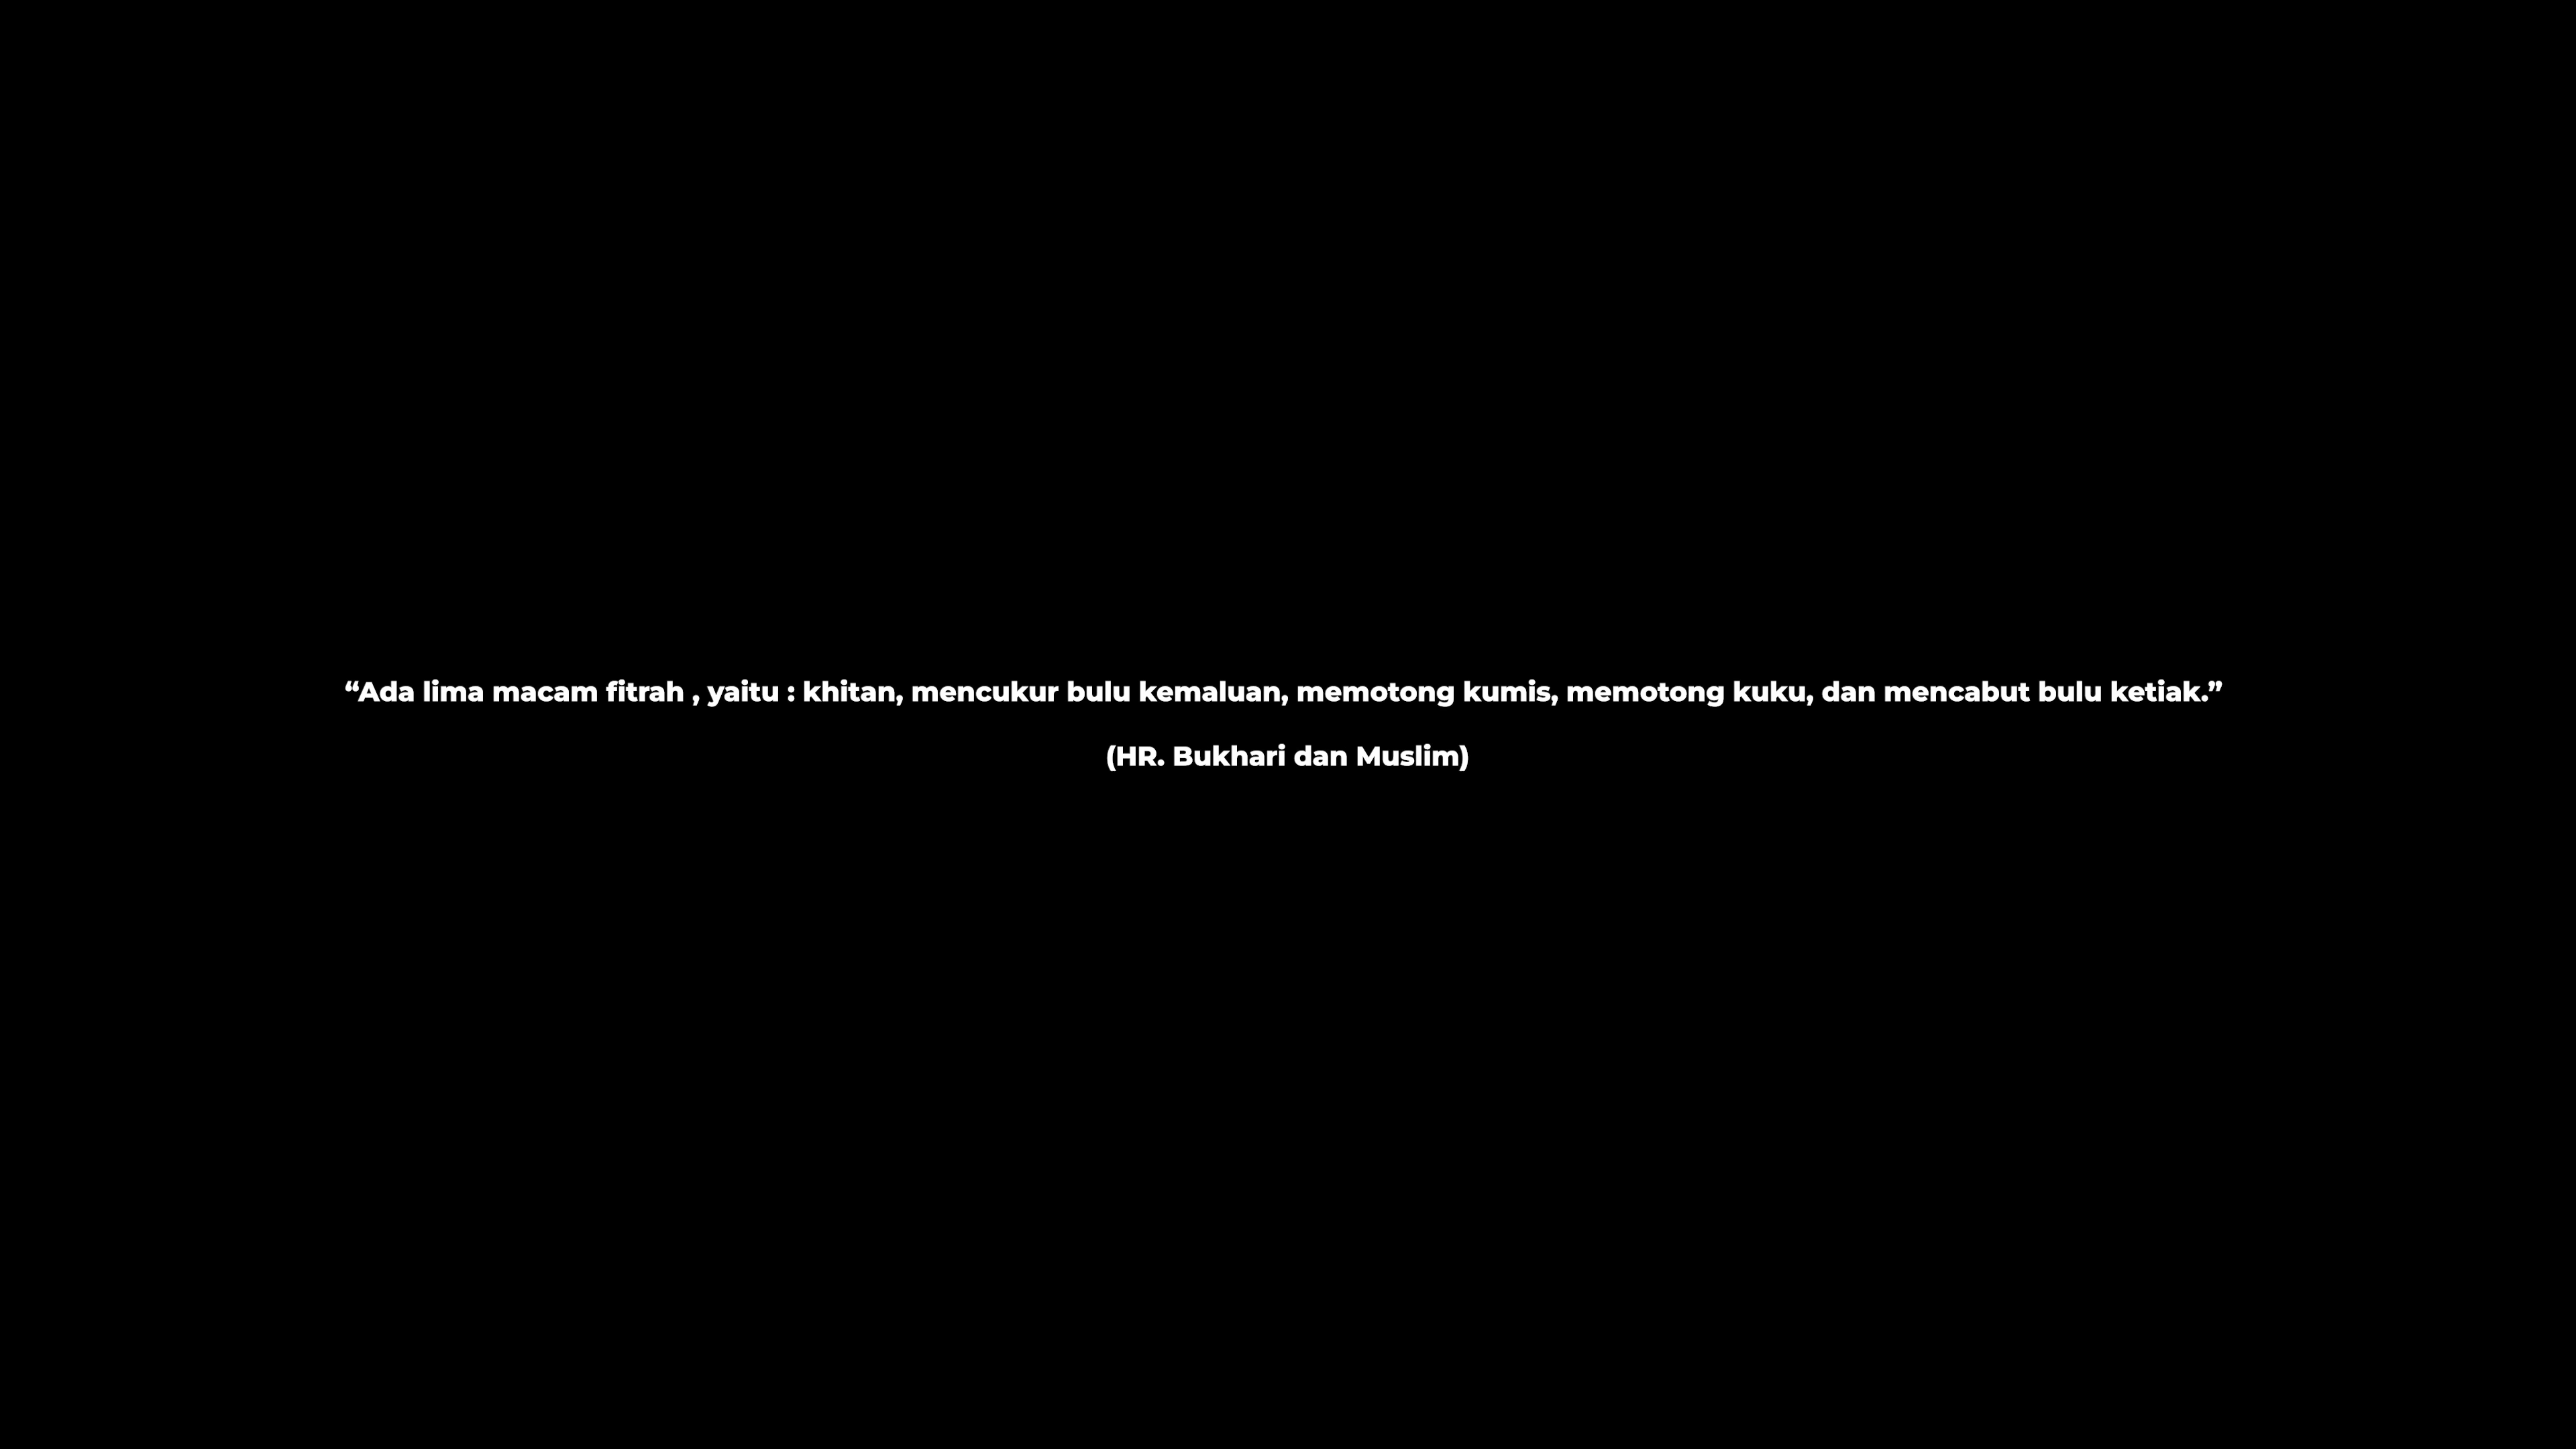 “Ada lima macam fitrah , yaitu : khitan, mencukur bulu kemaluan, memotong kumis, memotong kuku, dan mencabut bulu ketiak.”
(HR. Bukhari dan Muslim)